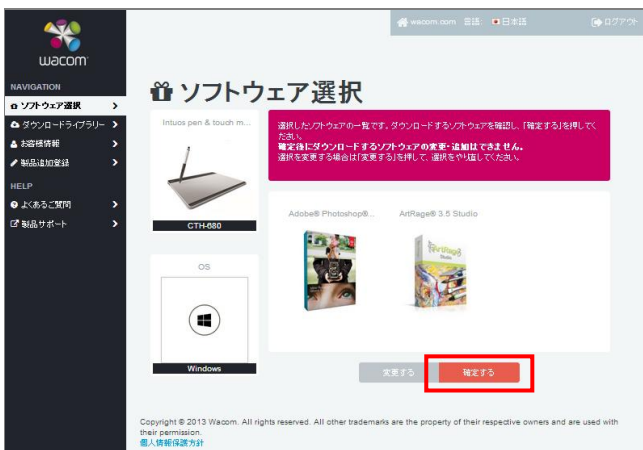 wacom.com 言語: 日本語 ログアウト
wacom
NAVIGATION
ソフトウェア選択
ダウンロードライブラリー
お客様情報
製品追加登録
HELP
よくあるご質問
製品サポート
ソフトウェア選択
Intuos pen & touch m...
CTH-680
OS
Windows
選択したソフトウェアの一覧です。ダウンロードするソフトウェアを確認し、「確定する」を押してく
ださい。
確定後にダウンロードするソフトウェアの変更・追加はできません。
選択を変更する場合は「変更する」を押して、選択をやり直してください。
Adobe® Photoshop®...
ArtRage® 3.5 Studio
変更する
確定する
Copyright © 2013 Wacom. All rights reserved. All other trademarks are the property of their respective owners and are used with
their permission.
個人情報保護方針